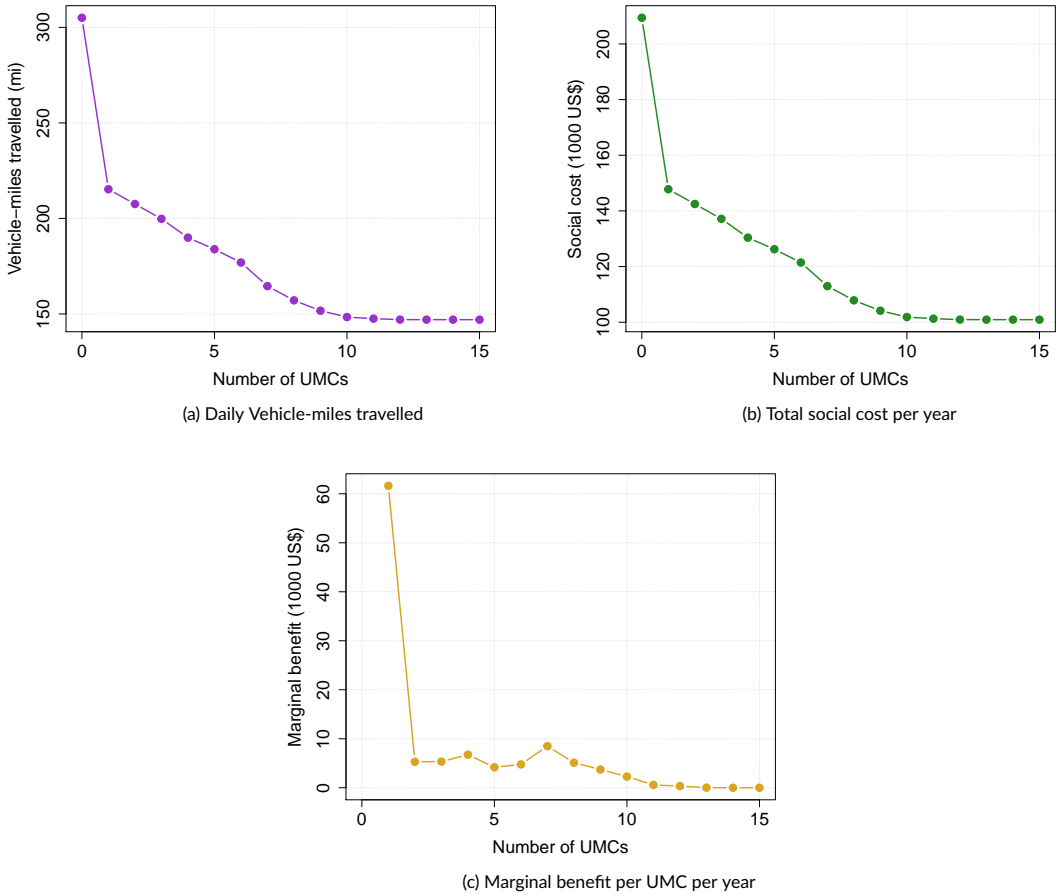 Vehicle−miles travelled (mi)
300
250
200
150
0 5 10 15
Number of UMCs
(a) Daily Vehicle-miles travelled
Social cost (1000 US$)
200
180
160
140
120
100
0 5 10 15
Number of UMCs
(b) Total social cost per year
Marginal benefit (1000 US$)
60
50
40
30
20
10
0
0 5 10 15
Number of UMCs
(c) Marginal benefit per UMC per year